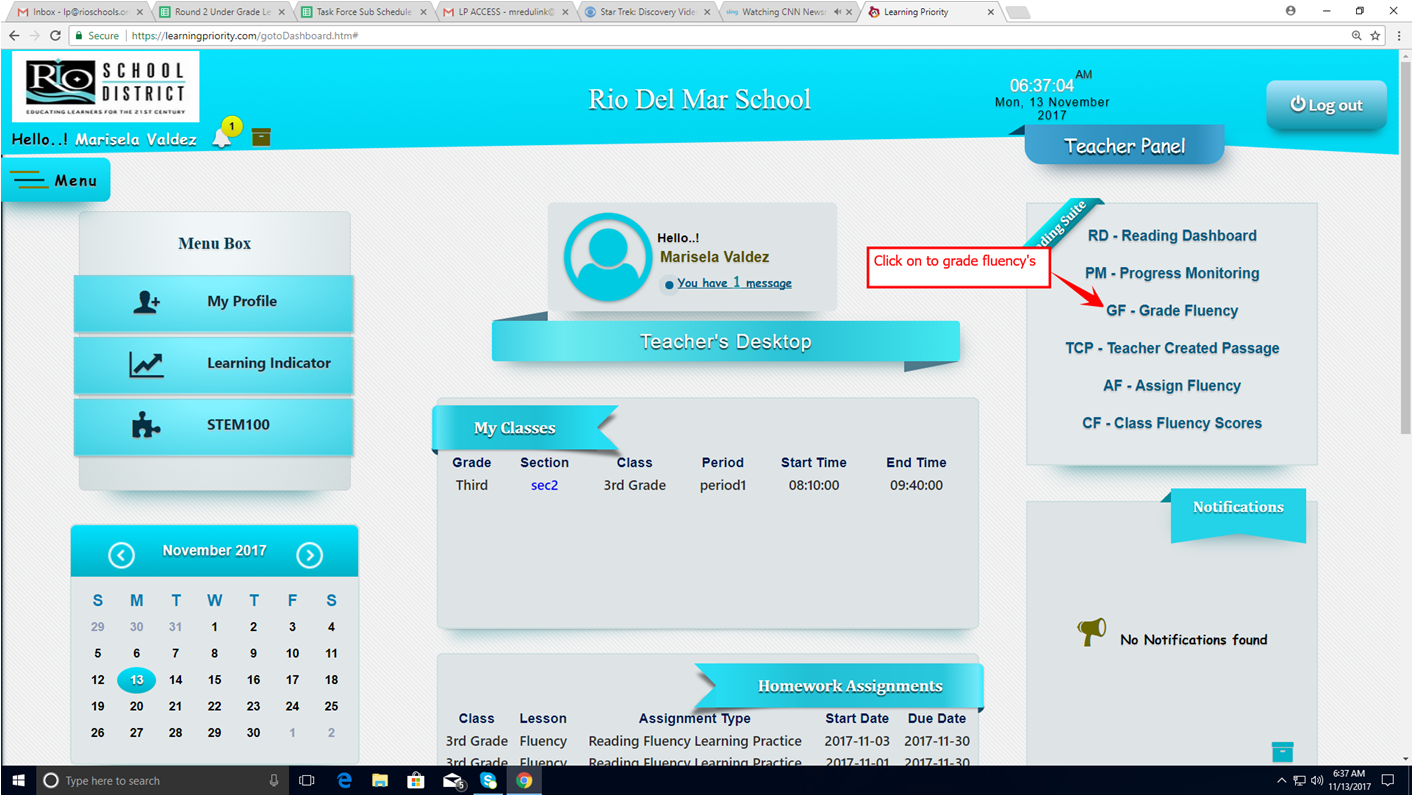 Inbox - lp@rioschools.or
Round 2 Under Grade Le
Task Force Sub Schedule
LP ACCESS - mredulink@
Star Trek: Discovery Vide
Watching CNN News
Learning Priority
Secure
https://learningpriority.com/gotoDashboard.htm#
Rio
SCHOOL
DISTRICT
EDUCATING LEARNERS FOR THE 21ST CENTURY
Rio Del Mar School
06:37:04 AM
Mon, 13 November
2017
Log out
Hello..! Marisela Valdez
1
Teacher Panel
Menu
Menu Box
My Profile
Learning Indicator
STEM100
November 2017
S M T W T F S
29 30 31 1 2 3 4
5 6 7 8 9 10 11
12 13 14 15 16 17 18
19 20 21 22 23 24 25
26 27 28 29 30 1 2
Hello..!
Marisela Valdez
You have 1 message
Teacher's Desktop
My Classes
Grade Section Class Period Start Time End Time
Third sec2 3rd Grade period1 08:10:00 09:40:00
Homework Assignments
Class Lesson Assignment Type Start Date Due Date
3rd Grade Fluency Reading Fluency Learning Practice 2017-11-03 2017-11-30
3rd Grade Fluency Reading Fluency Learning Practice 2017-11-01 2017-11-30
Click on to grade fluency's
ding Suite
RD - Reading Dashboard
PM - Progress Monitoring
GF - Grade Fluency
TCP - Teacher Created Passage
AF - Assign Fluency
CF - Class Fluency Scores
Notifications
No Notifications found
Type here to search
5
6:37 AM
11/13/2017